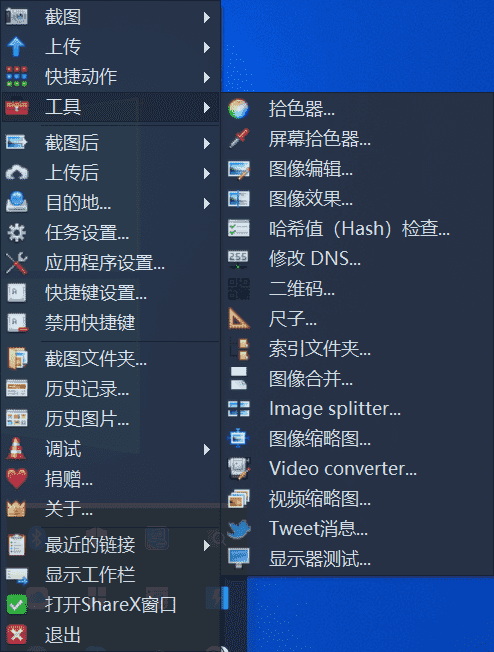 截图
上传
快捷动作
工具
截图后
上传后
目的地...
任务设置...
应用程序设置...
快捷键设置...
禁用快捷键
截图文件夹...
历史记录...
历史图片...
调试
捐赠...
关于...
最近的链接
显示工作栏
打开ShareX窗口
退出
拾色器...
屏幕拾色器...
图像编辑...
图像效果...
哈希值（Hash）检查...
修改 DNS...
二维码...
尺子...
索引文件夹...
图像合并...
Image splitter...
图像缩略图...
Video converter...
视频缩略图...
Tweet消息...
显示器测试...